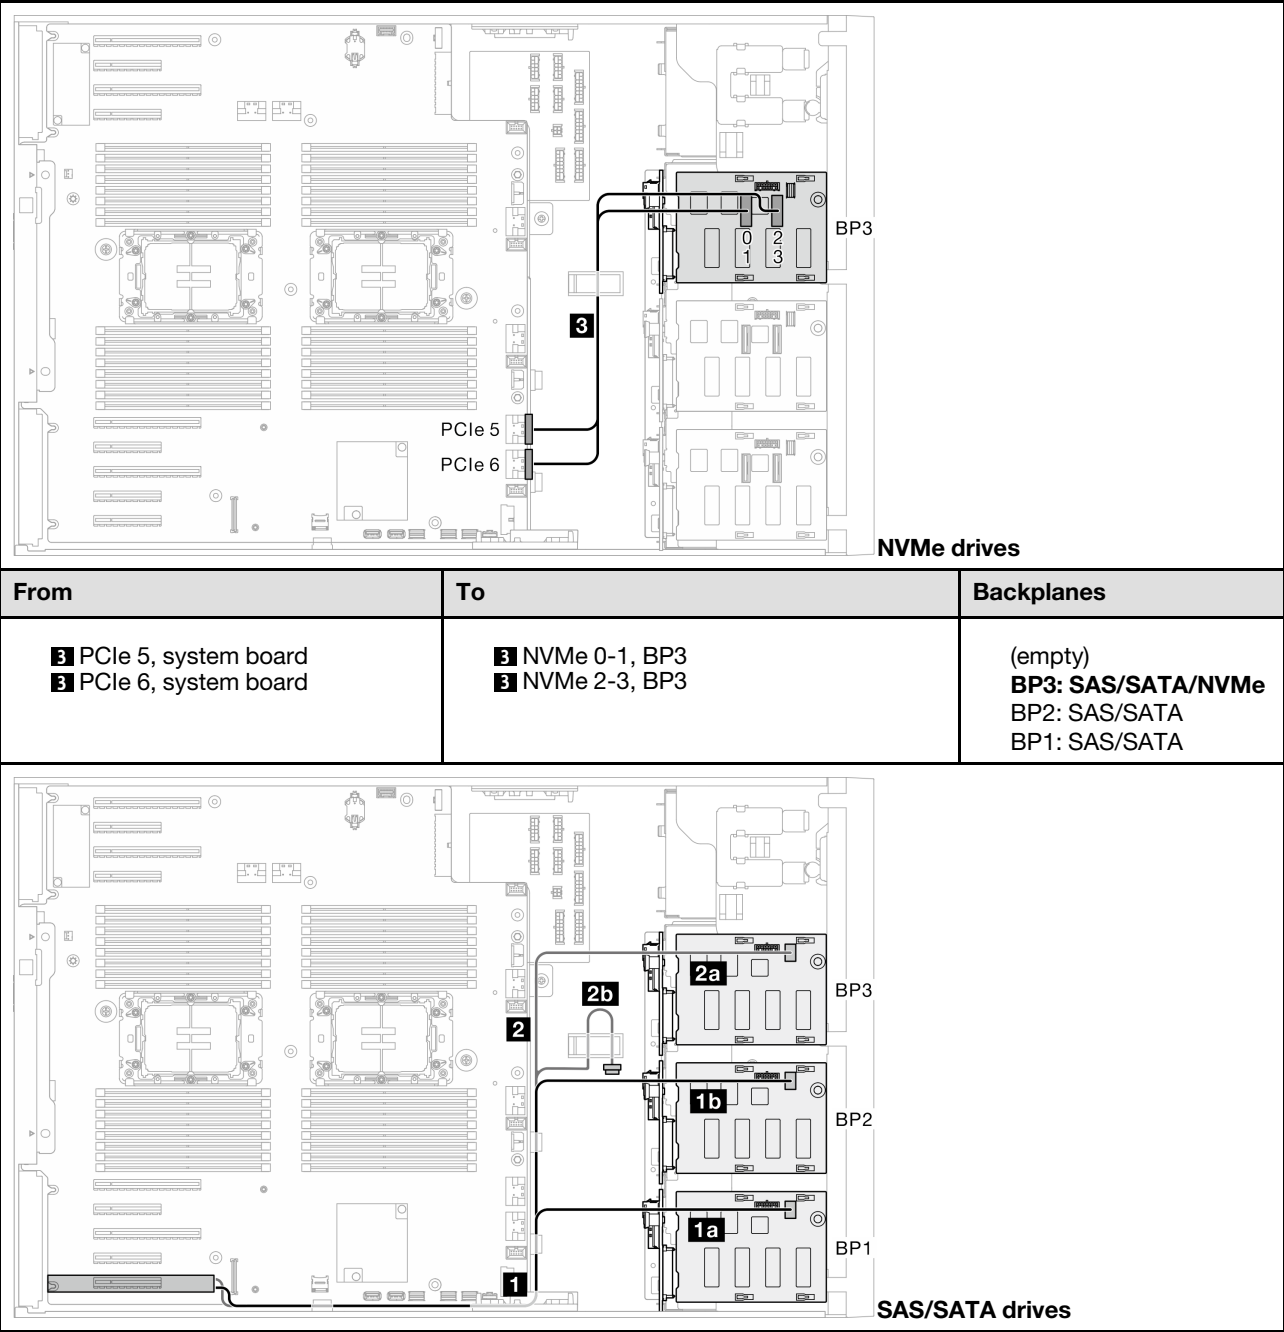 BP3
0 2
1 3
3
PCIe 5
PCIe 6
NVMe drives
From To Backplanes
3 PCIe 5, system board 3 NVMe 0-1, BP3 (empty)
3 PCIe 6, system board 3 NVMe 2-3, BP3 BP3: SAS/SATA/NVMe
BP2: SAS/SATA
BP1: SAS/SATA
2a
BP3
2b
2
1b
BP2
1a
BP1
1
SAS/SATA drives